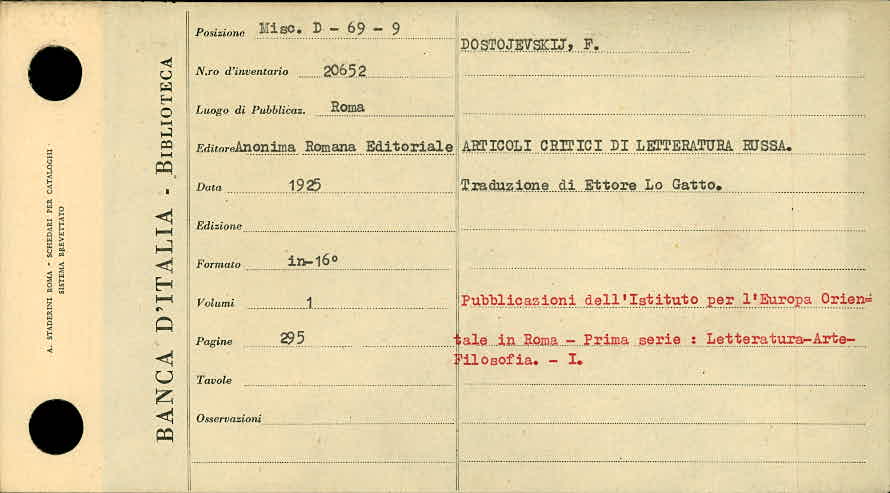 A. STADERINI ROMA - SCHEDARI PER CATALOGHI
SISTEMA BREVETTATO
BANCA D'ITALIA - BIBLIOTECA
Posizione Misc. D - 69 - 9
N.ro d'inventario 20652
Luogo di Pubblicaz. Roma
Editore Anonima Romana Editoriale
Data 1925
Edizione
Formato in-16º
Volumi 1
Pagine 295
Tavole
Osservazioni
DOSTOJEVSKIJ, F.
ARTICOLI CRITICI DI LETTERATURA RUSSA.
Traduzione di Ettore Lo Gatto.
Pubblicazioni dell'Istituto per l'Europa Orien=
tale in Roma - Prima serie : Letteratura-Arte-
Filosofia. - I.